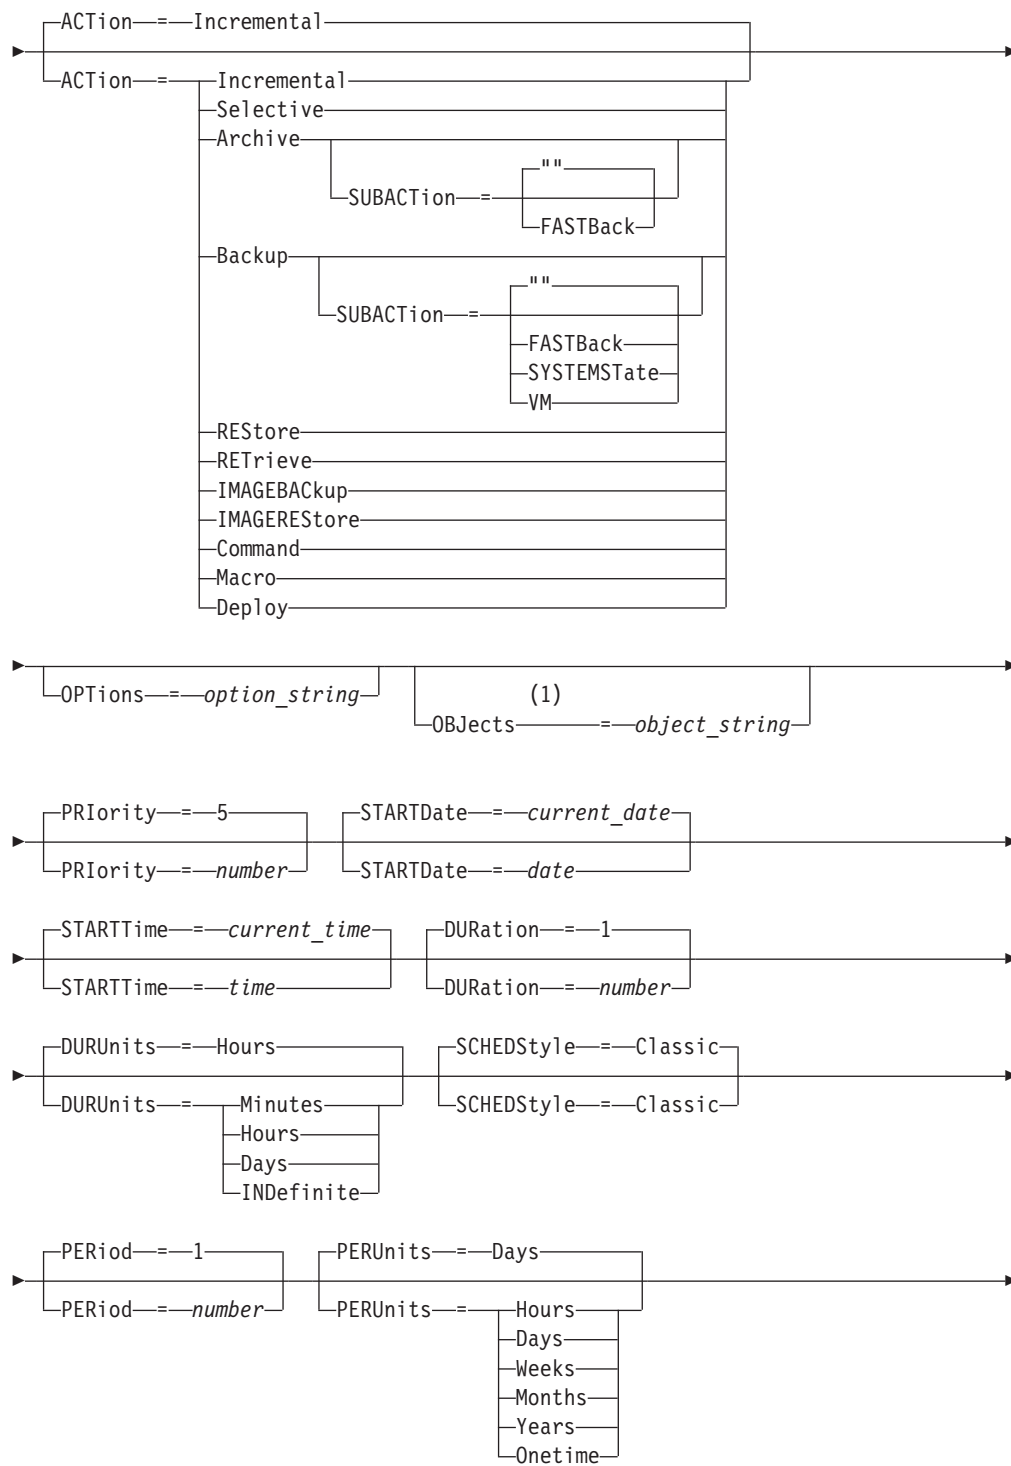 ACTion = Incremental
ACTion = Incremental
Selective
Archive
""
SUBACTion =
FASTBack
Backup
""
SUBACTion =
FASTBack
SYSTEMSTate
VM
REStore
RETrieve
IMAGEBACkup
IMAGEREStore
Command
Macro
Deploy
OPTions = option_string
(1)
OBJects = object_string
PRIority = 5 STARTDate = current_date
PRIority = number STARTDate = date
STARTTime = current_time DURation = 1
STARTTime = time DURation = number
DURUnits = Hours SCHEDStyle = Classic
DURUnits = Minutes SCHEDStyle = Classic
Hours
Days
INDefinite
PERiod = 1 PERUnits = Days
PERiod = number PERUnits = Hours
Days
Weeks
Months
Years
Onetime